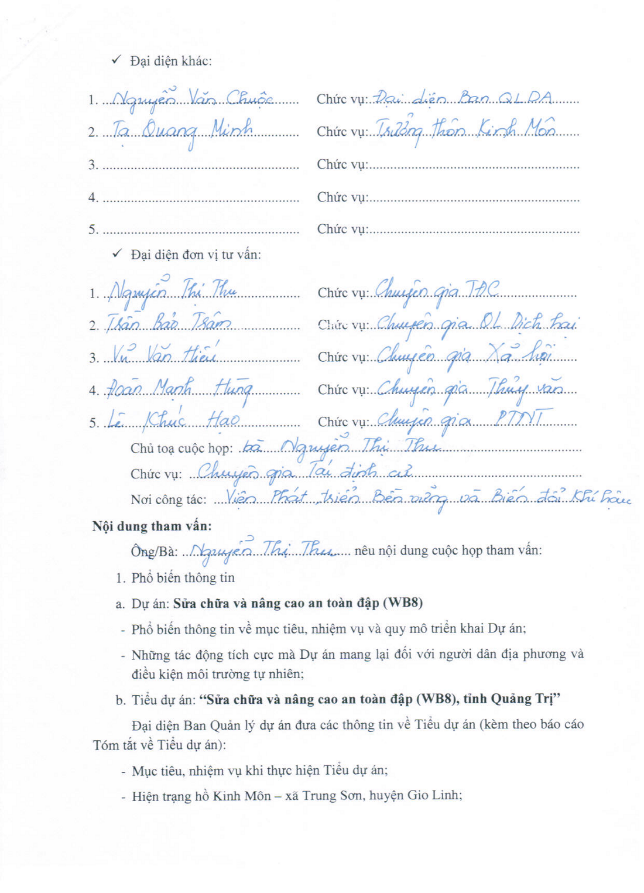 ✓ Đại diện khác:
1. Nguyễn Văn Chuộc Chức vụ: Đại diện Ban QLDA
2. Tạ Quang Minh Chức vụ: Trưởng thôn Kinh Môn
3. Chức vụ:
4. Chức vụ:
5. Chức vụ:
✓ Đại diện đơn vị tư vấn:
1. Nguyễn Thị Thu Chức vụ: Chuyên gia TĐC
2. Trần Bảo Trâm Chức vụ: Chuyên gia QL Dịch hại
3. Vũ Văn Hiếu Chức vụ: Chuyên gia Xã hội
4. Đoàn Mạnh Hùng Chức vụ: Chuyên gia Thủy văn
5. Lê Khúc Hạo Chức vụ: Chuyên gia PTNT
Chủ toạ cuộc họp: bà Nguyễn Thị Thu
Chức vụ: Chuyên gia Tái định cư
Nơi công tác: Viện Phát triển Bền vững và Biến đổi Khí hậu
Nội dung tham vấn:
Ông/Bà: Nguyễn Thị Thu nêu nội dung cuộc họp tham vấn:
1. Phổ biến thông tin
a. Dự án: Sửa chữa và nâng cao an toàn đập (WB8)
- Phổ biến thông tin về mục tiêu, nhiệm vụ và quy mô triển khai Dự án;
- Những tác động tích cực mà Dự án mang lại đối với người dân địa phương và
điều kiện môi trường tự nhiên;
b. Tiểu dự án: “Sửa chữa và nâng cao an toàn đập (WB8), tỉnh Quảng Trị”
Đại diện Ban Quản lý dự án đưa các thông tin về Tiểu dự án (kèm theo báo cáo
Tóm tắt về Tiểu dự án):
- Mục tiêu, nhiệm vụ khi thực hiện Tiểu dự án;
- Hiện trạng hồ Kinh Môn – xã Trung Sơn, huyện Gio Linh;